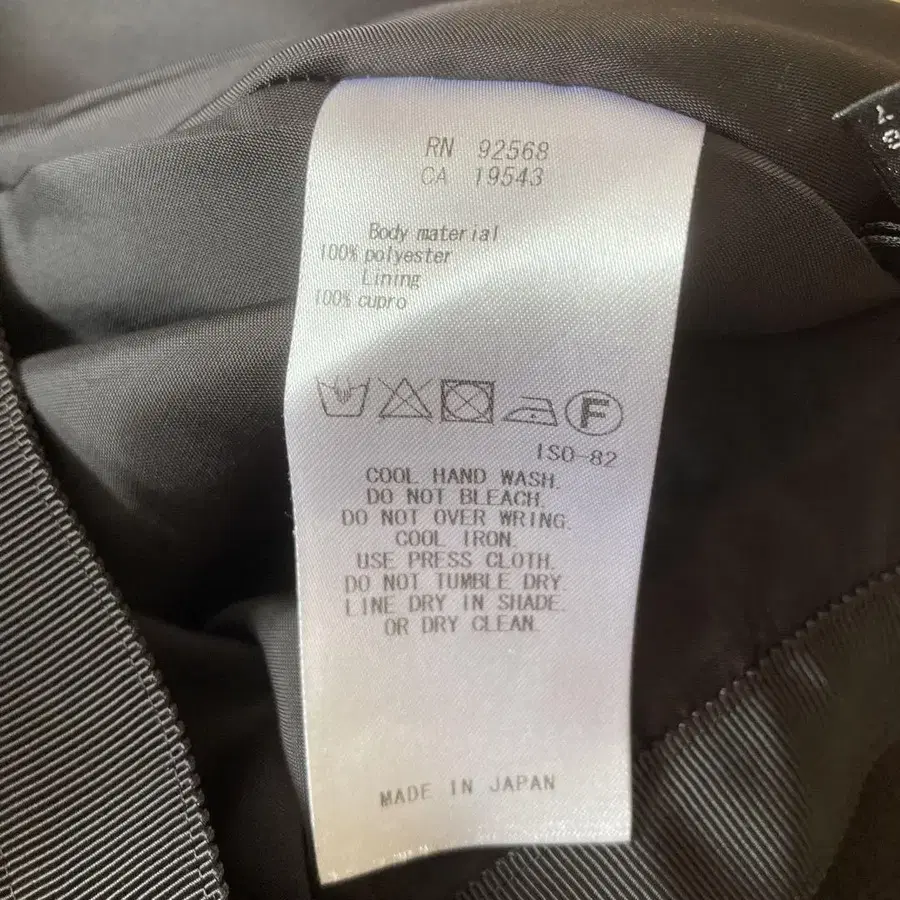 RN 92568
CA 19543
Body material
100% polyester
Lining
100% cupro
F
ISO-82
COOL HAND WASH.
DO NOT BLEACH.
DO NOT OVER WRING.
COOL IRON.
USE PRESS CLOTH.
DO NOT TUMBLE DRY.
LINE DRY IN SHADE.
OR DRY CLEAN.
MADE IN JAPAN